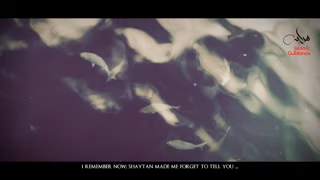 Islamic
Guidance
I REMEMBER NOW; SHAYTAN MADE ME FORGET TO TELL YOU ...